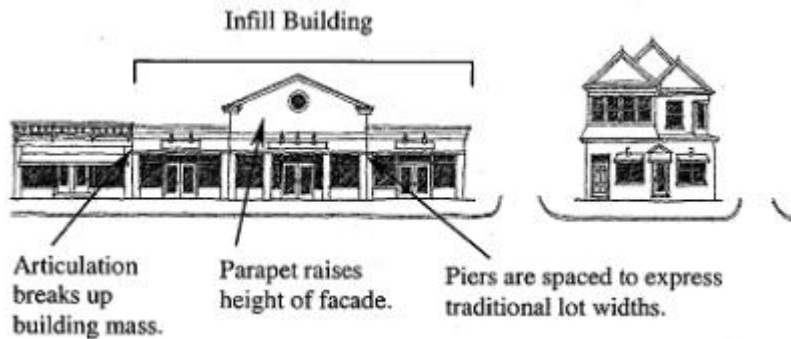 Infill Building
Articulation
breaks up
building mass.
Parapet raises
height of facade.
Piers are spaced to express
traditional lot widths.